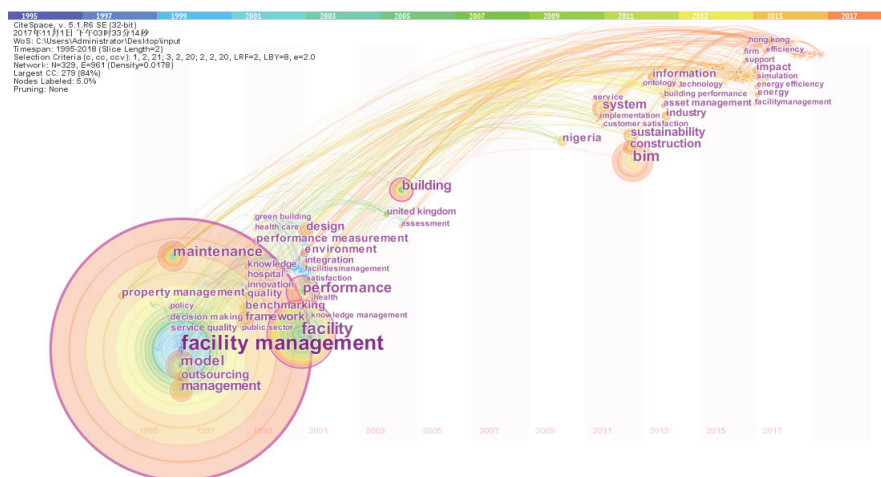 1995 1997 1999 2001 2003 2005 2007 2009 2011 2013 2015 2017
CiteSpace, v. 5.1.R6 SE (32-bit)
2017年11月1日 下午03时33分14秒
WoS: C:\Users\Administrator\Desktop\input
Timespan: 1995-2018 (Slice Length=2)
Selection Criteria (c, cc, ccv): 1, 2, 21; 3, 2, 20; 2, 2, 20, LRF=2, LBY=8, e=2.0
Network: N=329, E=961 (Density=0.0178)
Largest CC: 279 (84%)
Nodes Labeled: 5.0%
Pruning: None
hong kong
firm efficiency
support
information impact
ontology technology simulation
building performance energy efficiency
service energy
system asset management facilitymanagement
implementation industry
customer satisfaction
sustainability
nigeria construction
bim
building
united kingdom
assessment
green building
health care design
performance measurement
maintenance environment
knowledge integration
hospital facilitiesmanagement
innovation satisfaction
property management quality performance
health
policy benchmarking
decision making framework knowledge management
service quality public sector facility
facility management
model
outsourcing
management
1995 1997 1999 2001 2003 2005 2007 2009 2011 2013 2015 2017